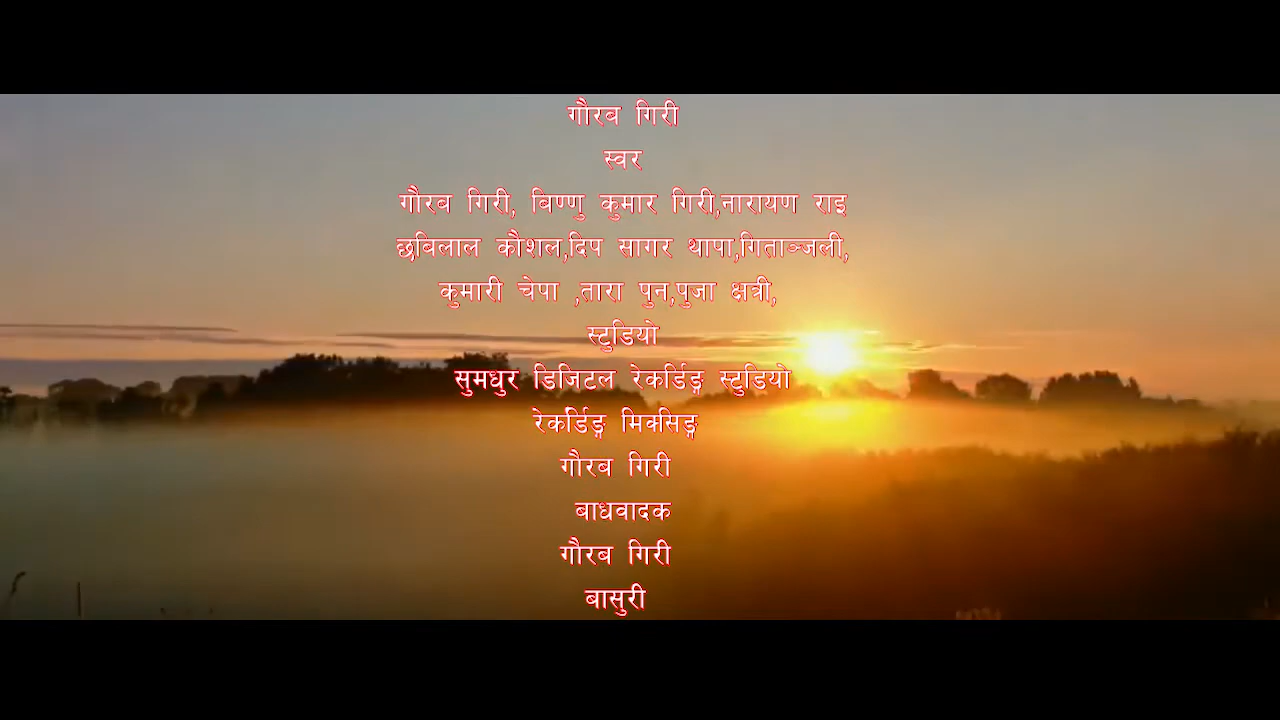 गौरब गिरी
स्वर
गौरब गिरी, बिण्णु कुमार गिरी,नारायण राइ
छबिलाल कौशल,दिप सागर थापा,गिताञ्जली,
कुमारी चेपा ,तारा पुन,पुजा क्षत्री,
स्टुडियो
सुमधुर डिजिटल रेकर्डिङ्ग स्टुडियो
रेकर्डिङ्ग मिक्सिङ्ग
गौरब गिरी
बाधवादक
गौरब गिरी
बासुरी